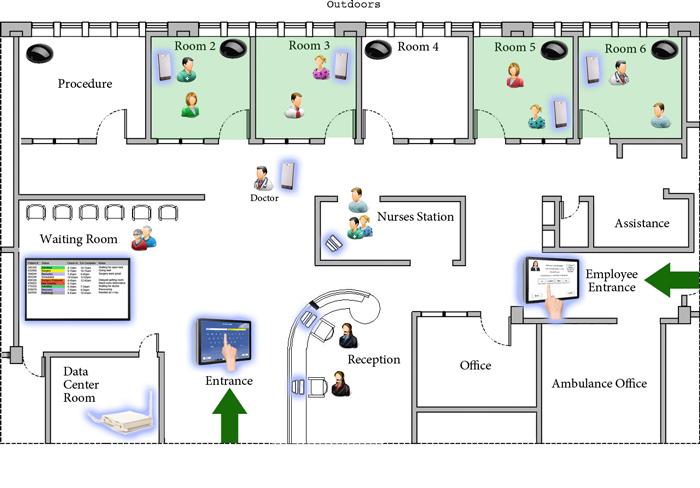 Outdoors
Room 2
Room 3
Room 4
Room 5
Room 6
Procedure
Doctor
Nurses Station
Assistance
Waiting Room
Employee
Entrance
Reception
Office
Data
Center
Room
Entrance
Ambulance Office